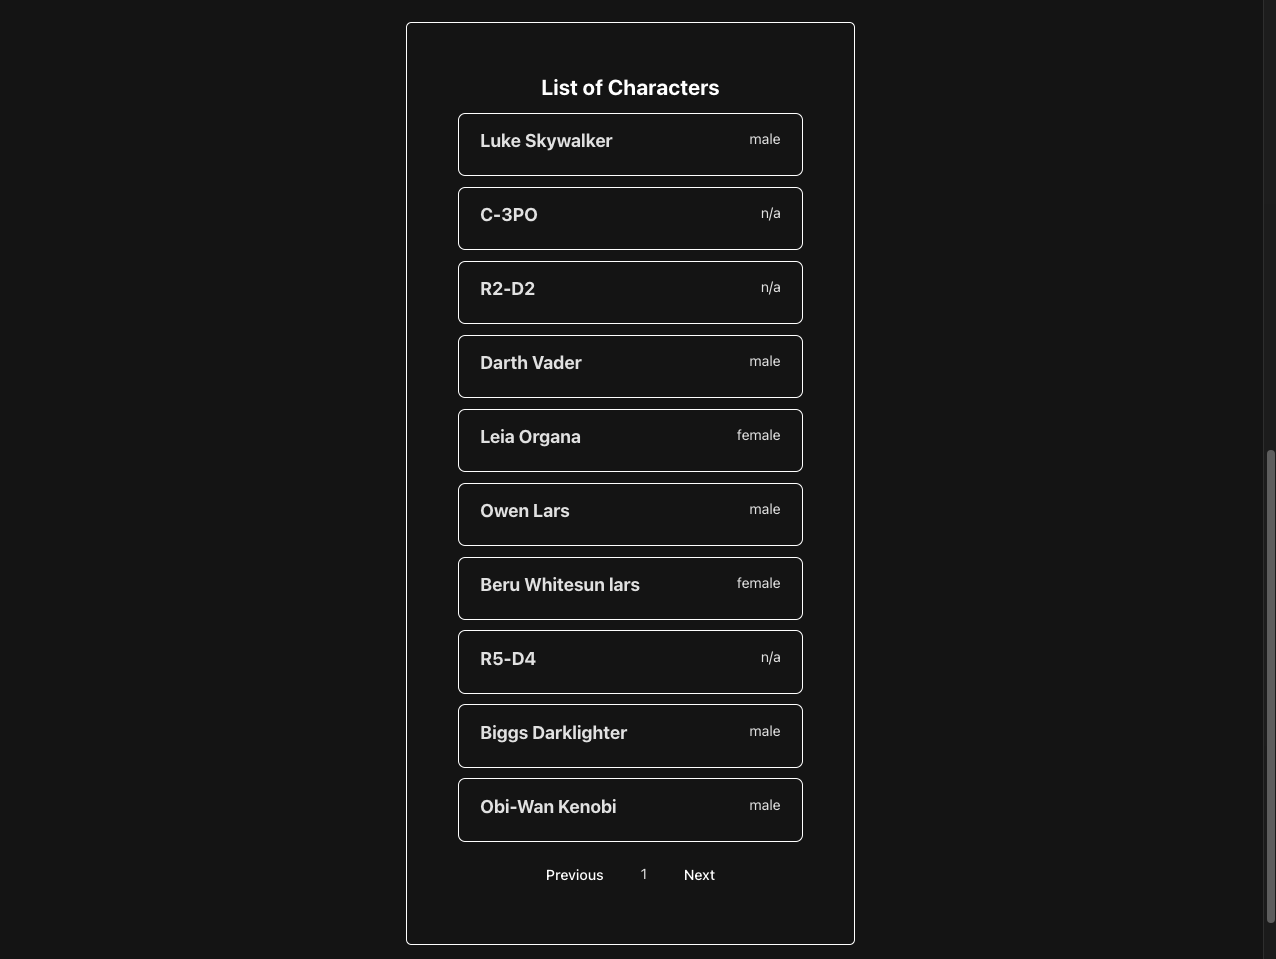 List of Characters
Luke Skywalker male
C-3PO n/a
R2-D2 n/a
Darth Vader male
Leia Organa female
Owen Lars male
Beru Whitesun lars female
R5-D4 n/a
Biggs Darklighter male
Obi-Wan Kenobi male
Previous 1 Next